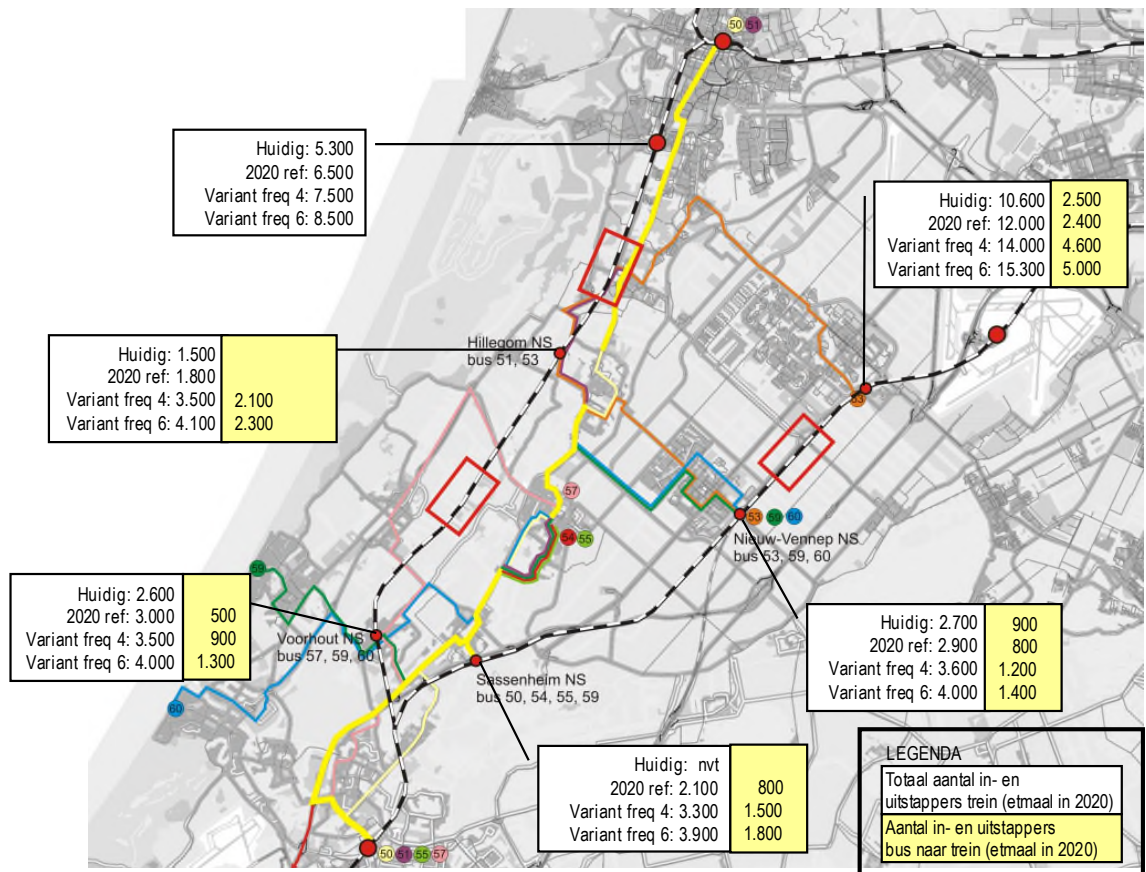 50 51
Huidig: 5.300
2020 ref: 6.500
Variant freq 4: 7.500
Variant freq 6: 8.500
Huidig: 10.600 2.500
2020 ref: 12.000 2.400
Variant freq 4: 14.000 4.600
Variant freq 6: 15.300 5.000
Huidig: 1.500
2020 ref: 1.800
Variant freq 4: 3.500 2.100
Variant freq 6: 4.100 2.300
Hillegom NS
bus 51, 53
53
57
54 55
53 59 60
Nieuw-Vennep NS
bus 53, 59, 60
59
Huidig: 2.600
2020 ref: 3.000 500
Variant freq 4: 3.500 900
Variant freq 6: 4.000 1.300
Voorhout NS
bus 57, 59, 60
Sassenheim NS
bus 50, 54, 55, 59
60
Huidig: 2.700 900
2020 ref: 2.900 800
Variant freq 4: 3.600 1.200
Variant freq 6: 4.000 1.400
Huidig: nvt
2020 ref: 2.100 800
Variant freq 4: 3.300 1.500
Variant freq 6: 3.900 1.800
50 51 55 57
LEGENDA
Totaal aantal in- en
uitstappers trein (etmaal in 2020)
Aantal in- en uitstappers
bus naar trein (etmaal in 2020)